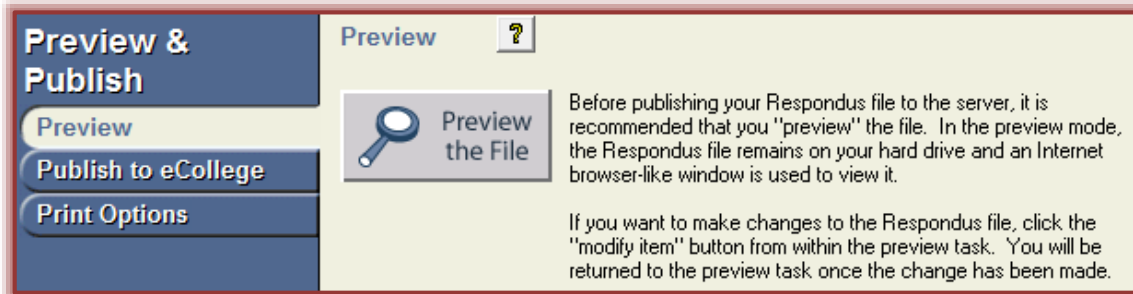 Preview &
Publish
Preview
Publish to eCollege
Print Options
Preview ?
Preview
the File
Before publishing your Respondus file to the server, it is
recommended that you "preview" the file. In the preview mode,
the Respondus file remains on your hard drive and an Internet
browser-like window is used to view it.
If you want to make changes to the Respondus file, click the
"modify item" button from within the preview task. You will be
returned to the preview task once the change has been made.